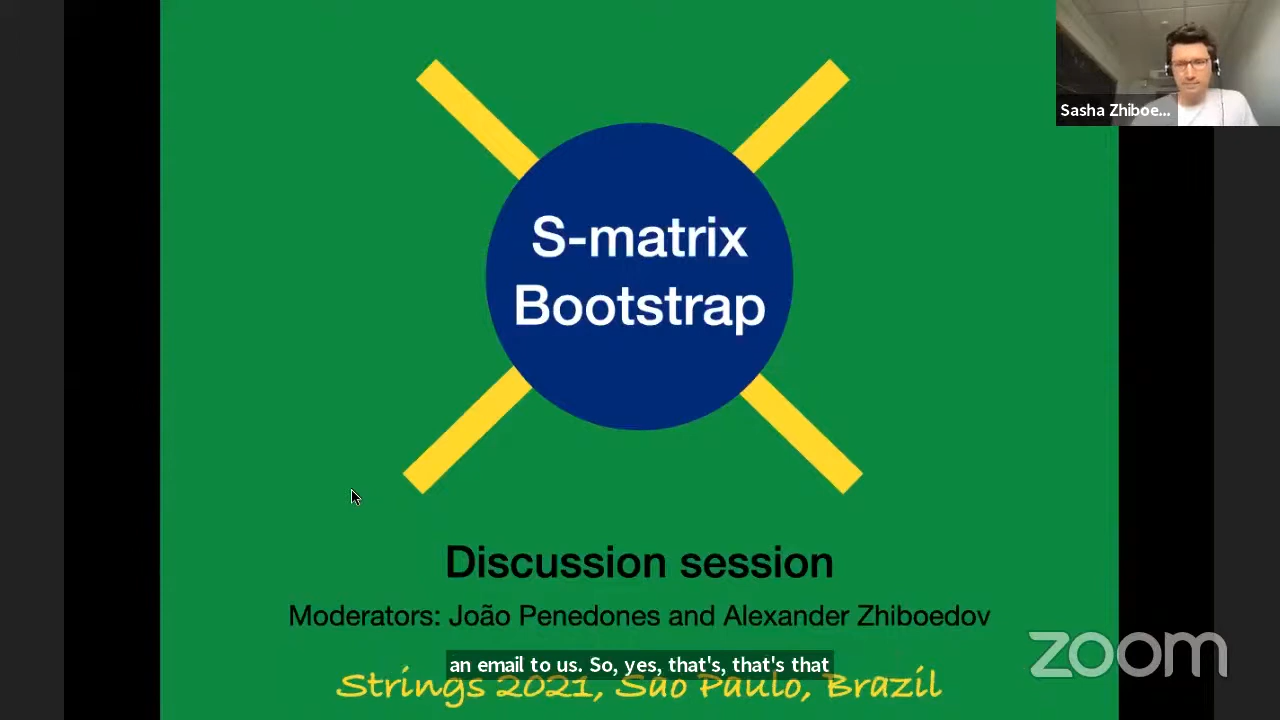 Sasha Zhiboe...
S-matrix
Bootstrap
Discussion session
Moderators: João Penedones and Alexander Zhiboedov
zoom
an email to us. So, yes, that's, that's that
Strings 2021, São Paulo, Brazil